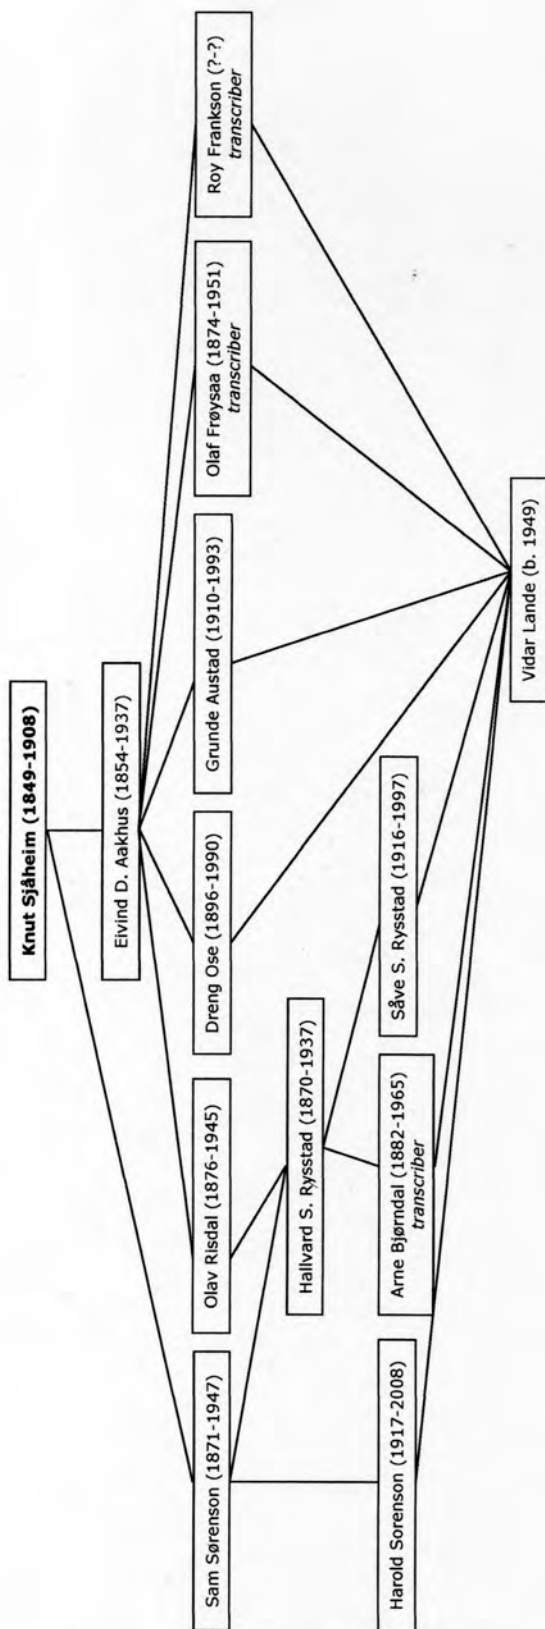 Knut Sjåheim (1849-1908)
Eivind D. Aakhus (1854-1937)
Sam Sørenson (1871-1947)
Olav Risdal (1876-1945)
Dreng Ose (1896-1990)
Grunde Austad (1910-1993)
Olaf Frøysaa (1874-1951)
transcriber
Roy Frankson (?-?)
transcriber
Hallvard S. Rysstad (1870-1937)
Harold Sorenson (1917-2008)
Arne Bjørndal (1882-1965)
transcriber
Såve S. Rysstad (1916-1997)
Vidar Lande (b. 1949)